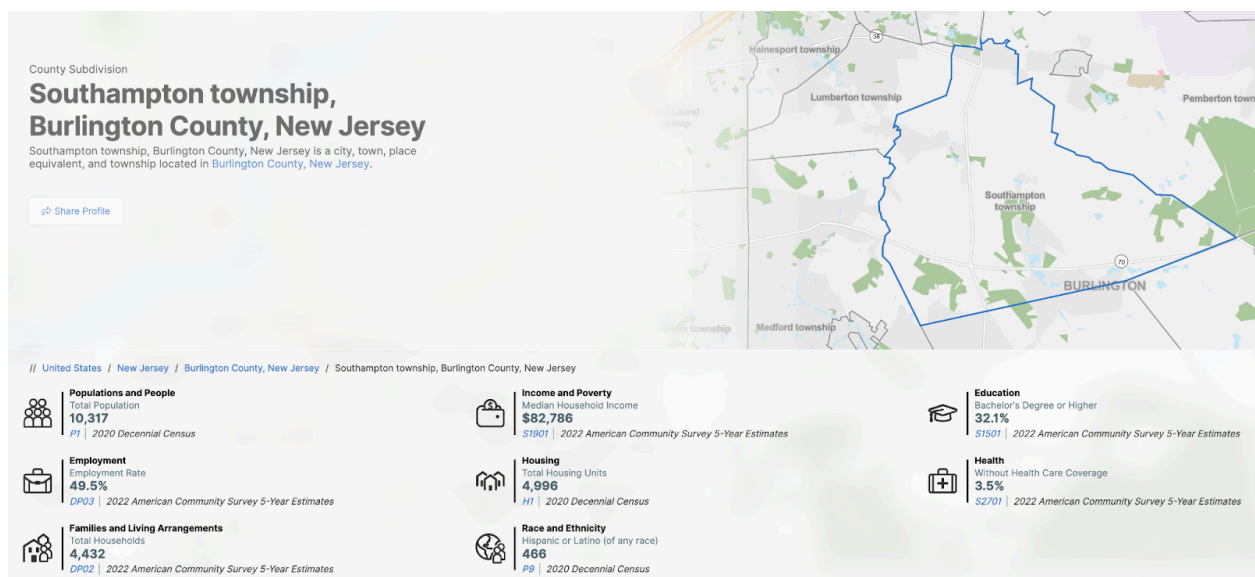 County Subdivision
Southampton township,
Burlington County, New Jersey
Southampton township, Burlington County, New Jersey is a city, town, place
equivalent, and township located in Burlington County, New Jersey.
Share Profile
Hainesport township
38
Lumberton township
Pemberton town
Laurel
Southampton
township
70
BURLINGTON
township
Medford township
// United States / New Jersey / Burlington County, New Jersey / Southampton township, Burlington County, New Jersey
Populations and People
Total Population
10,317
P1 | 2020 Decennial Census
Income and Poverty
Median Household Income
$82,786
S1901 | 2022 American Community Survey 5-Year Estimates
Education
Bachelor's Degree or Higher
32.1%
S1501 | 2022 American Community Survey 5-Year Estimates
Employment
Employment Rate
49.5%
DP03 | 2022 American Community Survey 5-Year Estimates
Housing
Total Housing Units
4,996
H1 | 2020 Decennial Census
Health
Without Health Care Coverage
3.5%
S2701 | 2022 American Community Survey 5-Year Estimates
Families and Living Arrangements
Total Households
4,432
DP02 | 2022 American Community Survey 5-Year Estimates
Race and Ethnicity
Hispanic or Latino (of any race)
466
P9 | 2020 Decennial Census